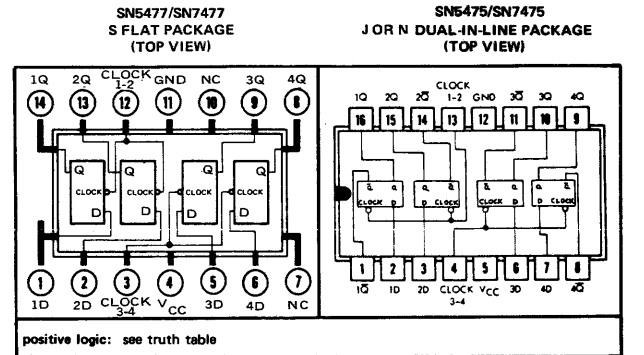 SN5477/SN7477
S FLAT PACKAGE
(TOP VIEW)
1Q 2Q CLOCK 1-2 GND NC 3Q 4Q
14 13 12 11 10 9 8
Q Q Q Q
CLOCK CLOCK CLOCK CLOCK
D D D D
1 2 3 4 5 6 7
1D 2D CLOCK 3-4 VCC 3D 4D NC
SN5475/SN7475
J OR N DUAL-IN-LINE PACKAGE
(TOP VIEW)
1Q 2Q 2Q̅ CLOCK 1-2 GND 3Q̅ 3Q 4Q
16 15 14 13 12 11 10 9
Q̅ Q Q Q̅ Q̅ Q Q Q̅
CLOCK D D CLOCK CLOCK D D CLOCK
1 2 3 4 5 6 7 8
1Q̅ 1D 2D CLOCK 3-4 VCC 3D 4D 4Q̅
positive logic: see truth table